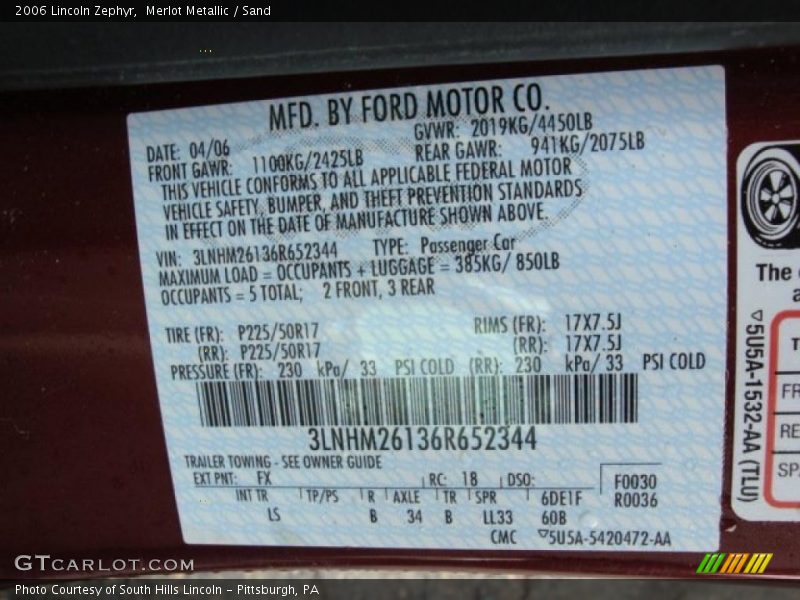 2006 Lincoln Zephyr,  Merlot Metallic / Sand
MFD. BY FORD MOTOR CO.
DATE: 04/06 GVWR: 2019KG/4450LB
FRONT GAWR: 1100KG/2425LB REAR GAWR: 941KG/2075LB
THIS VEHICLE CONFORMS TO ALL APPLICABLE FEDERAL MOTOR
VEHICLE SAFETY, BUMPER, AND THEFT PREVENTION STANDARDS
IN EFFECT ON THE DATE OF MANUFACTURE SHOWN ABOVE.
VIN: 3LNHM26136R652344 TYPE: Passenger Car
MAXIMUM LOAD = OCCUPANTS + LUGGAGE = 385KG/ 850LB
OCCUPANTS = 5 TOTAL; 2 FRONT, 3 REAR
TIRE (FR): P225/50R17 RIMS (FR): 17X7.5J
(RR): P225/50R17 (RR): 17X7.5J
PRESSURE (FR): 230 kPa/ 33 PSI COLD (RR): 230 kPa/ 33 PSI COLD
3LNHM26136R652344
TRAILER TOWING - SEE OWNER GUIDE
EXT PNT: FX RC: 18 DSO: F0030
INT TR TP/PS R AXLE TR SPR 6DE1F R0036
LS B 34 B LL33 60B
CMC 5U5A-5420472-AA
The
5U5A-1532-AA (TLU)
T
FR
RE
SP
GTCARLOT.COM
Photo Courtesy of South Hills Lincoln – Pittsburgh, PA